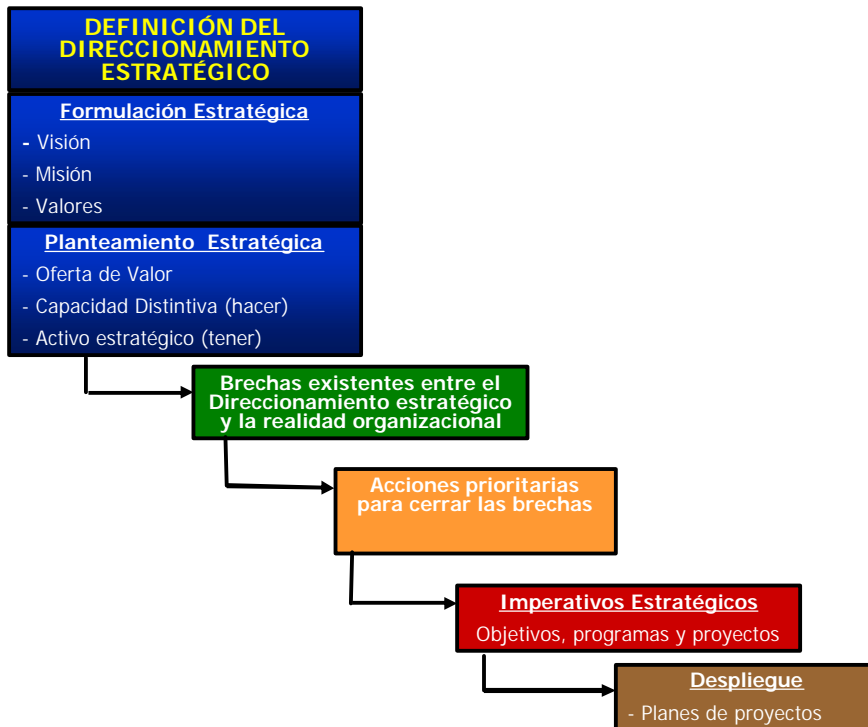 DEFINICIÓN DEL
DIRECCIONAMIENTO
ESTRATÉGICO
Formulación Estratégica
- Visión
- Misión
- Valores
Planteamiento Estratégica
- Oferta de Valor
- Capacidad Distintiva (hacer)
- Activo estratégico (tener)
Brechas existentes entre el
Direccionamiento estratégico
y la realidad organizacional
Acciones prioritarias
para cerrar las brechas
Imperativos Estratégicos
Objetivos, programas y proyectos
Despliegue
- Planes de proyectos